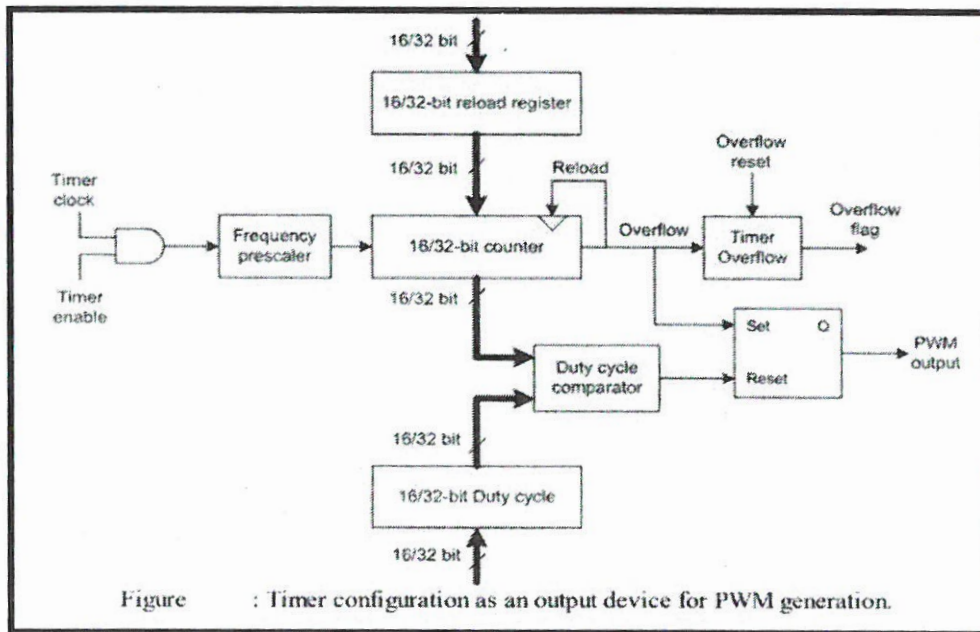 16/32 bit
16/32-bit reload register
16/32 bit
Reload
Overflow
reset
Timer
clock
Frequency
prescaler
16/32-bit counter
Overflow
Timer
Overflow
Overflow
flag
Timer
enable
16/32 bit
Set Q
Duty cycle
comparator
Reset
PWM
output
16/32 bit
16/32-bit Duty cycle
16/32 bit
Figure : Timer configuration as an output device for PWM generation.